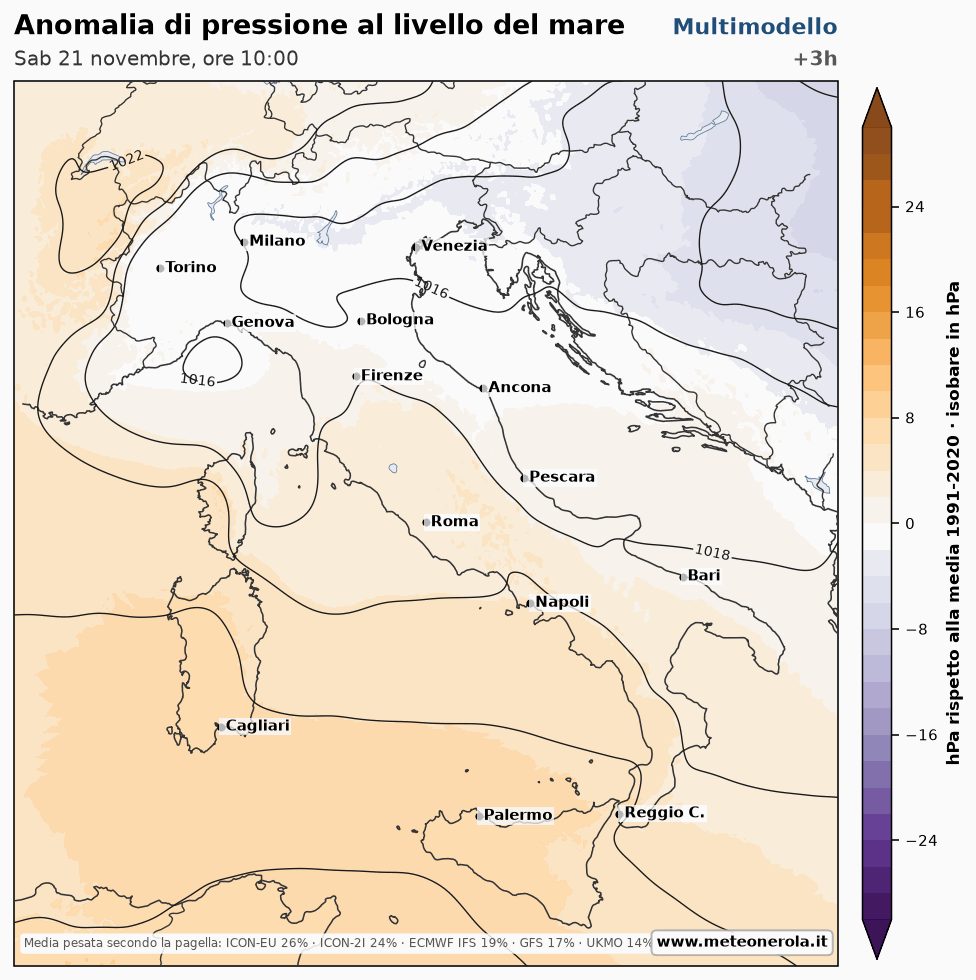 Anomalia di pressione al livello del mare
Multimodello
Sab 21 novembre, ore 10:00
+3h
1022
Milano
Venezia
Torino
1016
Genova
Bologna
1016
Firenze
Ancona
Pescara
Roma
1018
Bari
Napoli
Cagliari
Palermo
Reggio C.
24
16
8
0
−8
−16
−24
hPa rispetto alla media 1991-2020 · isobare in hPa
Media pesata secondo la pagella: ICON-EU 26% · ICON-2I 24% · ECMWF IFS 19% · GFS 17% · UKMO 14%
www.meteonerola.it